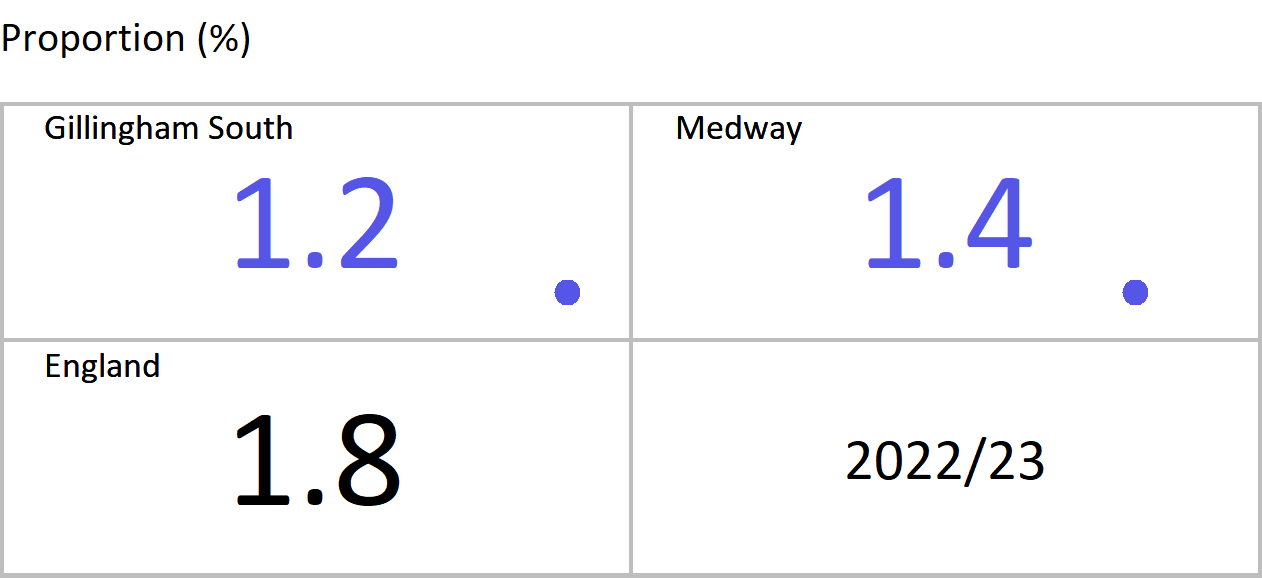 Proportion (%)
Gillingham South
1.2
Medway
1.4
England
1.8
2022/23